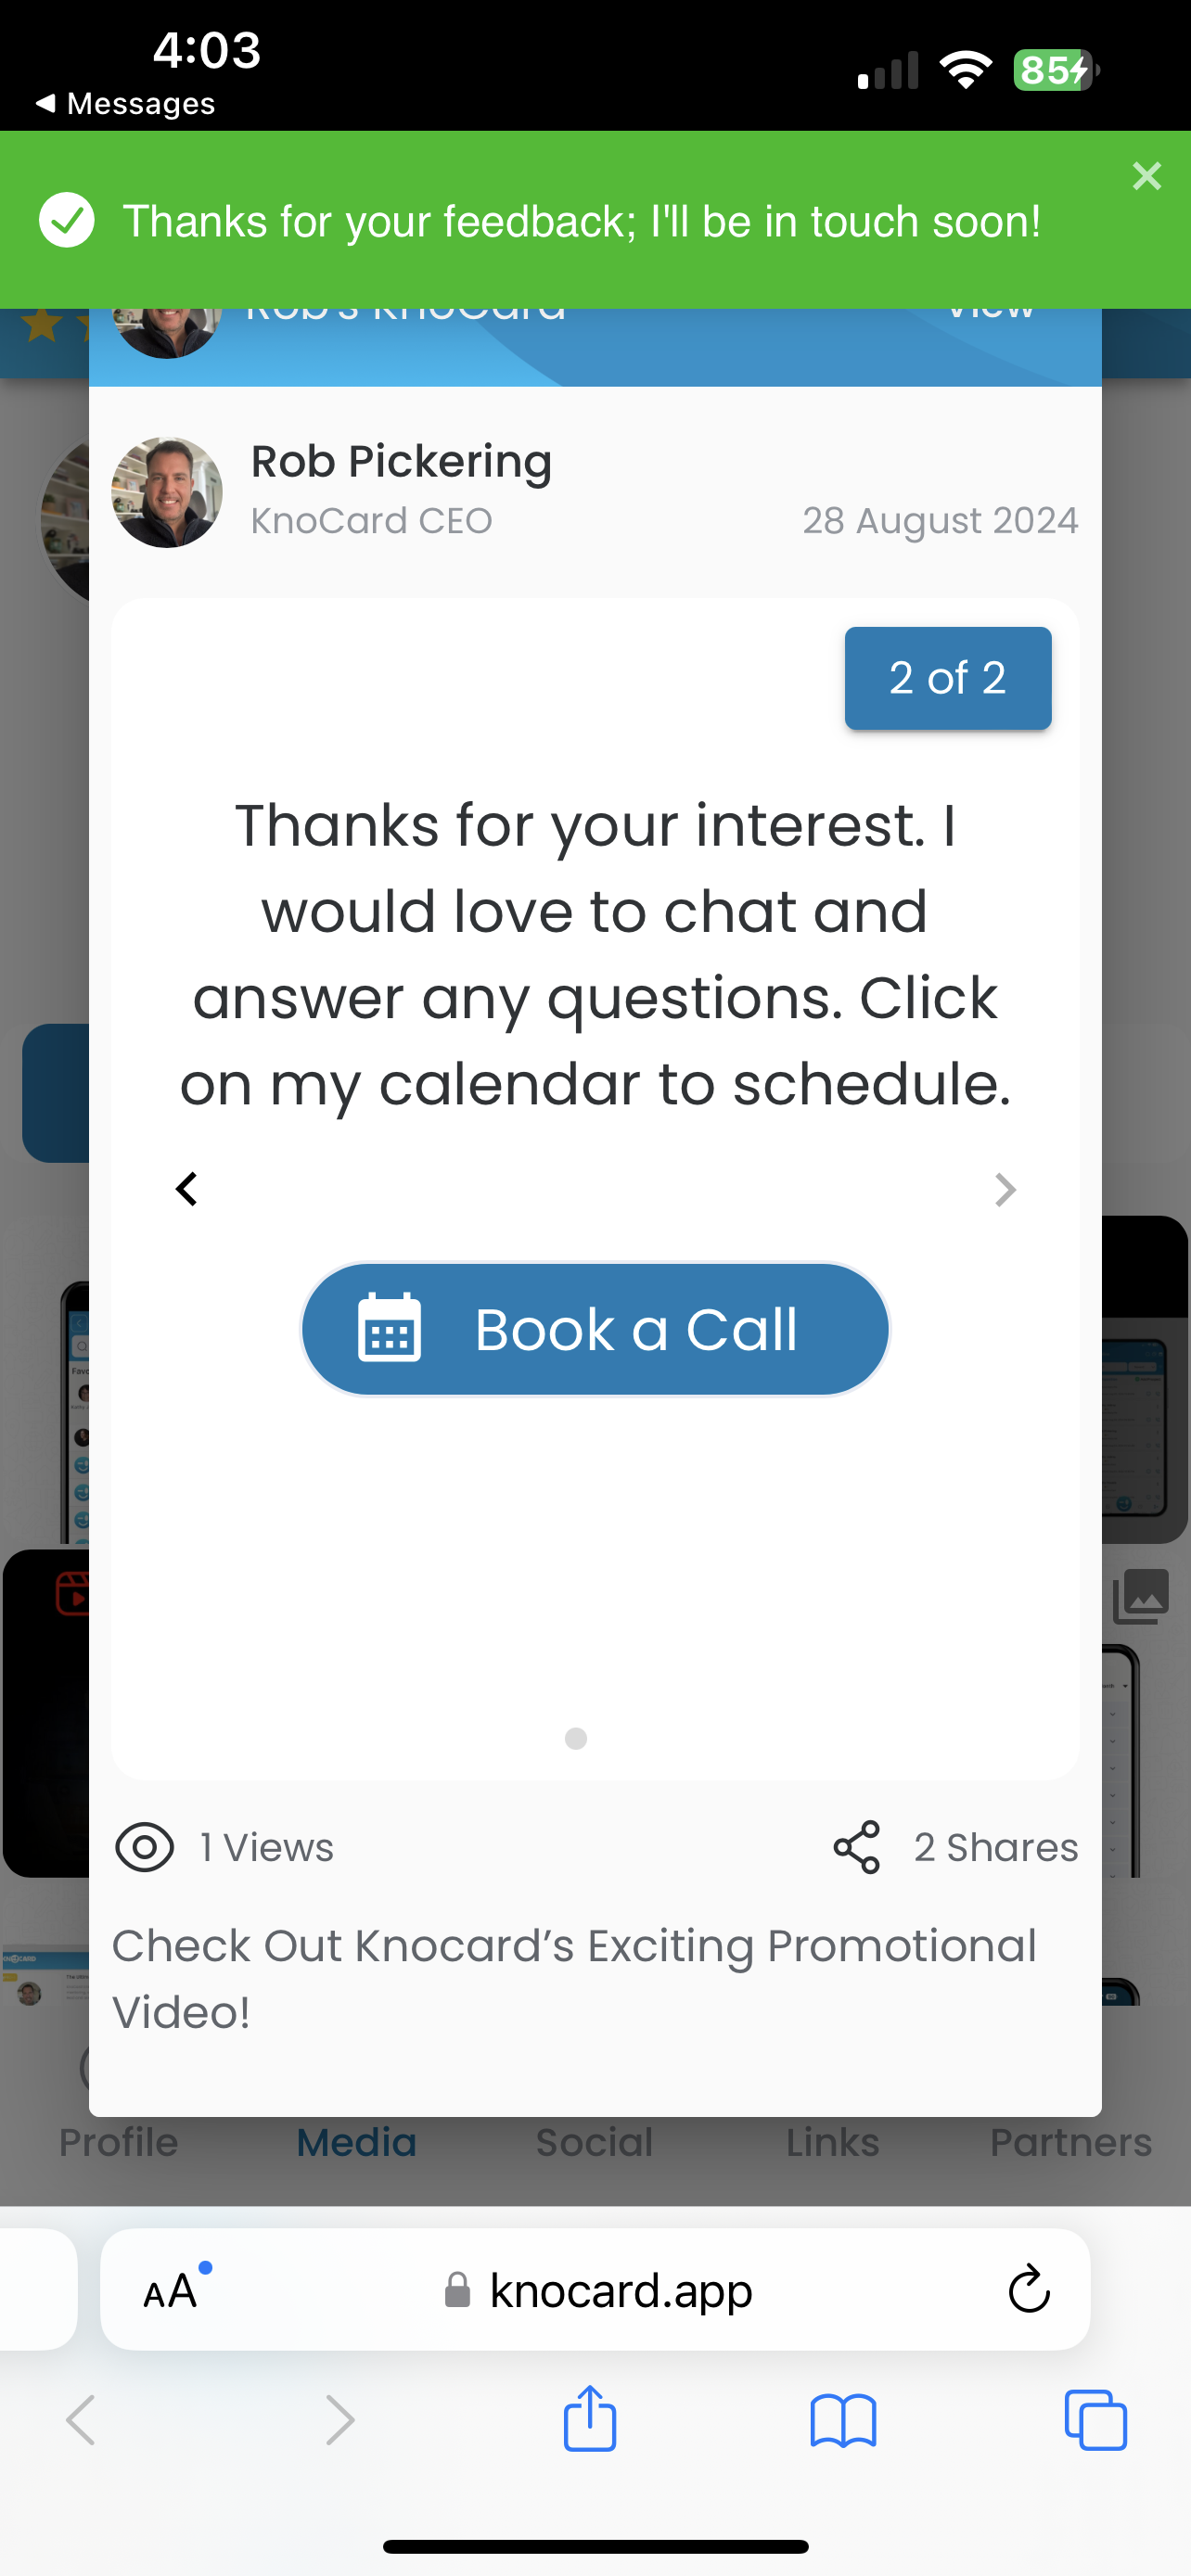 4:03
85
Messages
Thanks for your feedback; I'll be in touch soon!
Rob's KnoCard
View
Rob Pickering
KnoCard CEO
28 August 2024
2 of 2
Thanks for your interest. I
would love to chat and
answer any questions. Click
on my calendar to schedule.
Book a Call
1 Views
2 Shares
Check Out Knocard's Exciting Promotional
Video!
Profile
Media
Social
Links
Partners
AA
knocard.app